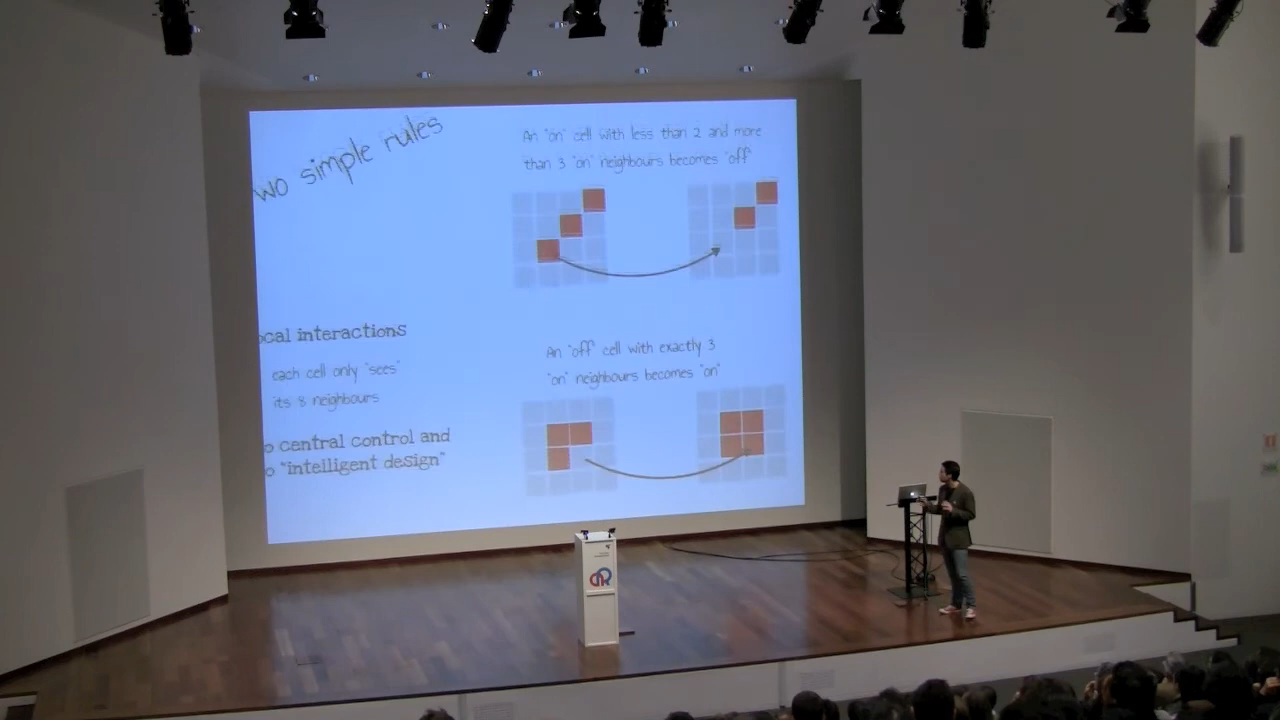 wo simple rules
An "on" cell with less than 2 and more
than 3 "on" neighbours becomes "off"
ocal interactions
each cell only "sees"
its 8 neighbours
o central control and
o "intelligent design"
An "off" cell with exactly 3
"on" neighbours becomes "on"